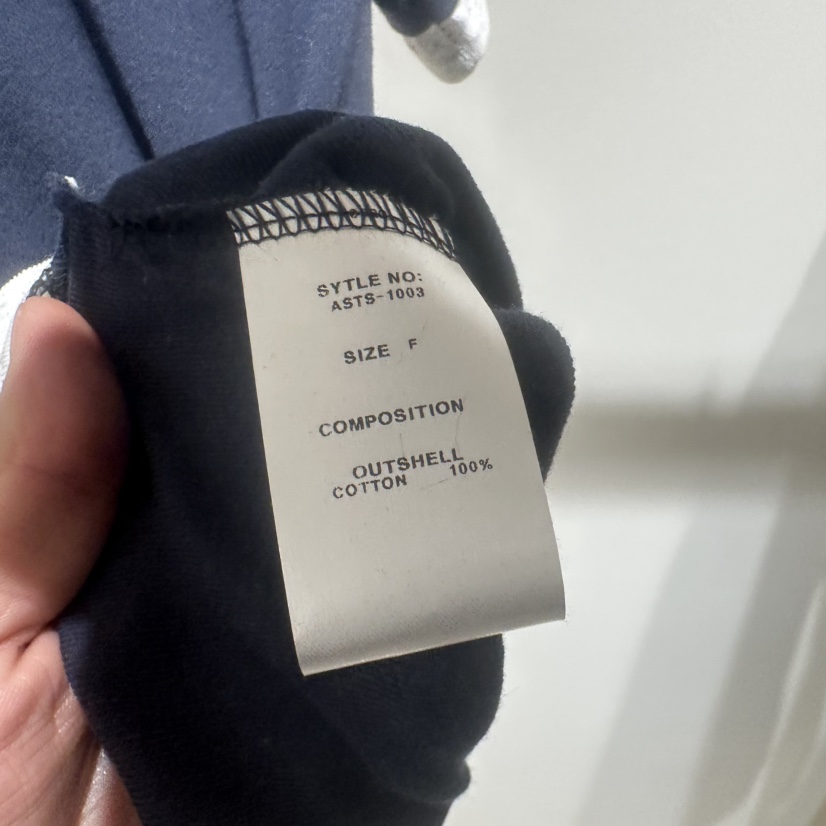 SYTLE NO:
ASTS-1003
SIZE F
COMPOSITION
OUTSHELL
COTTON 100%